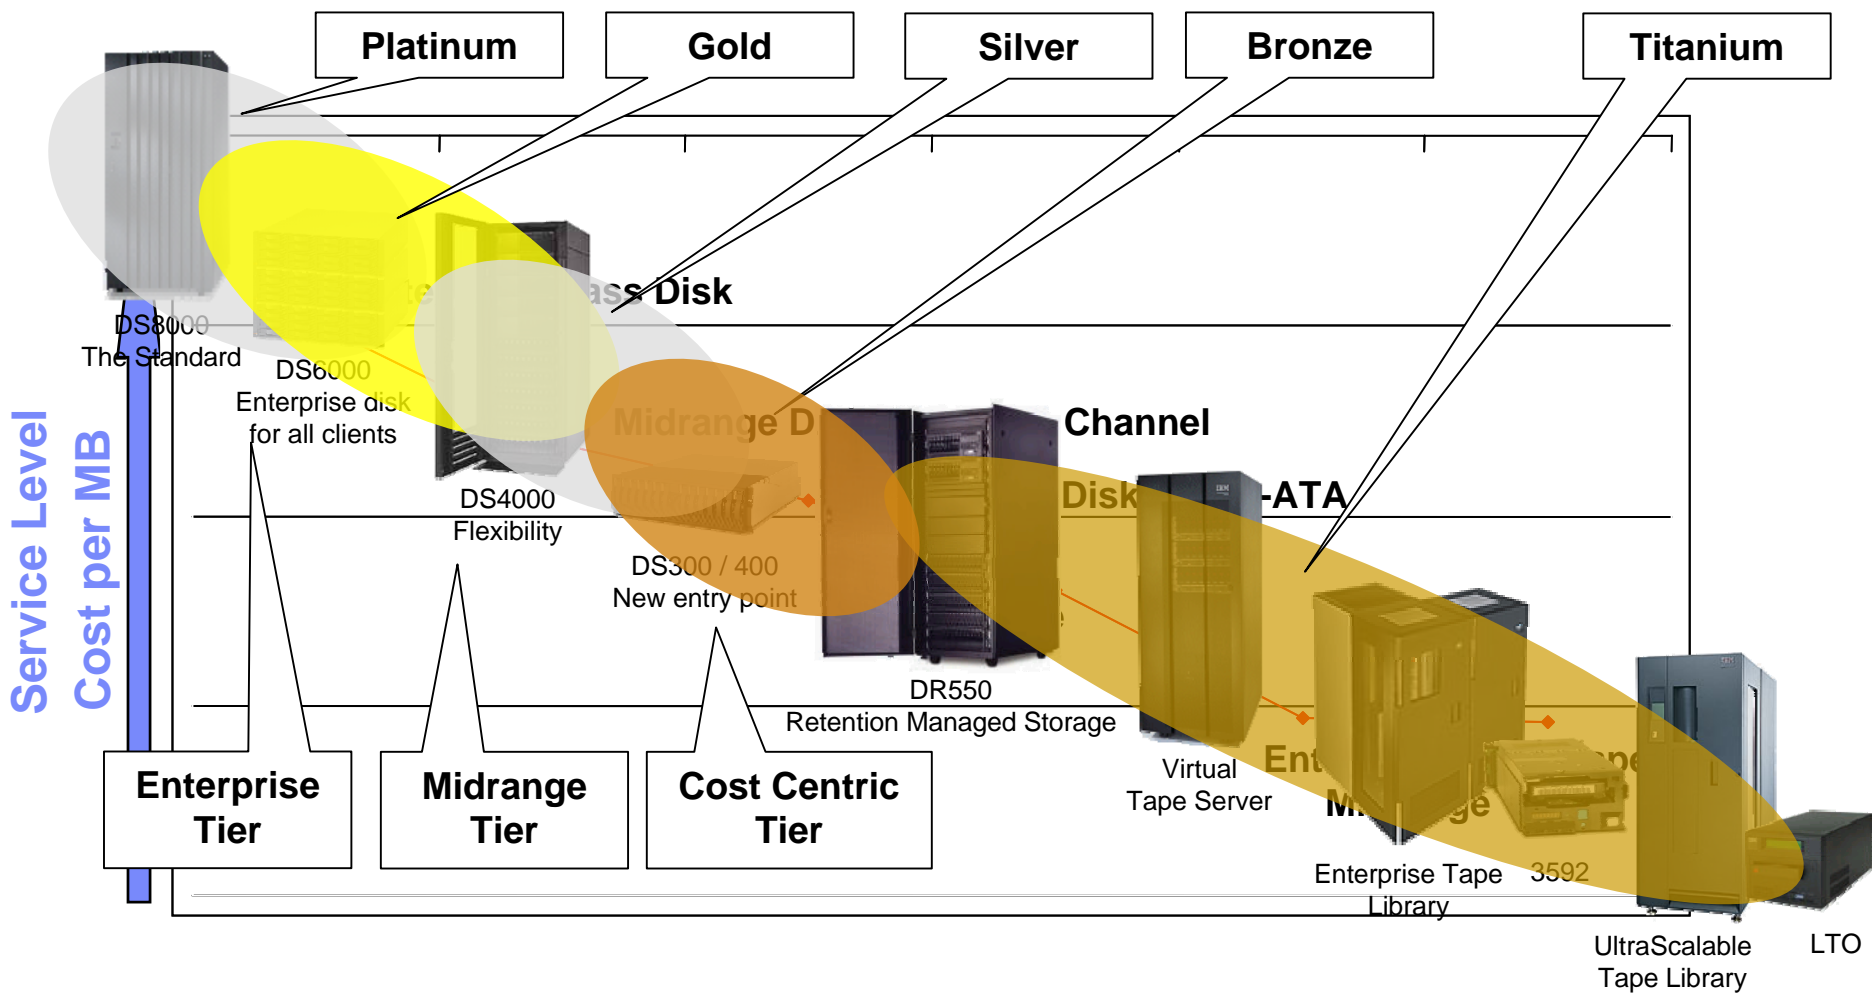 Platinum
Gold
Silver
Bronze
Titanium
ass Disk
DS8000
The Standard
DS6000
Enterprise disk
for all clients
Midrange D
Channel
DS4000
Flexibility
Disk
-ATA
DS300 / 400
New entry point
DR550
Retention Managed Storage
Service Level
Cost per MB
Enterprise
Tier
Midrange
Tier
Cost Centric
Tier
Virtual
Tape Server
Enterprise Tape
Library
3592
UltraScalable
Tape Library
LTO